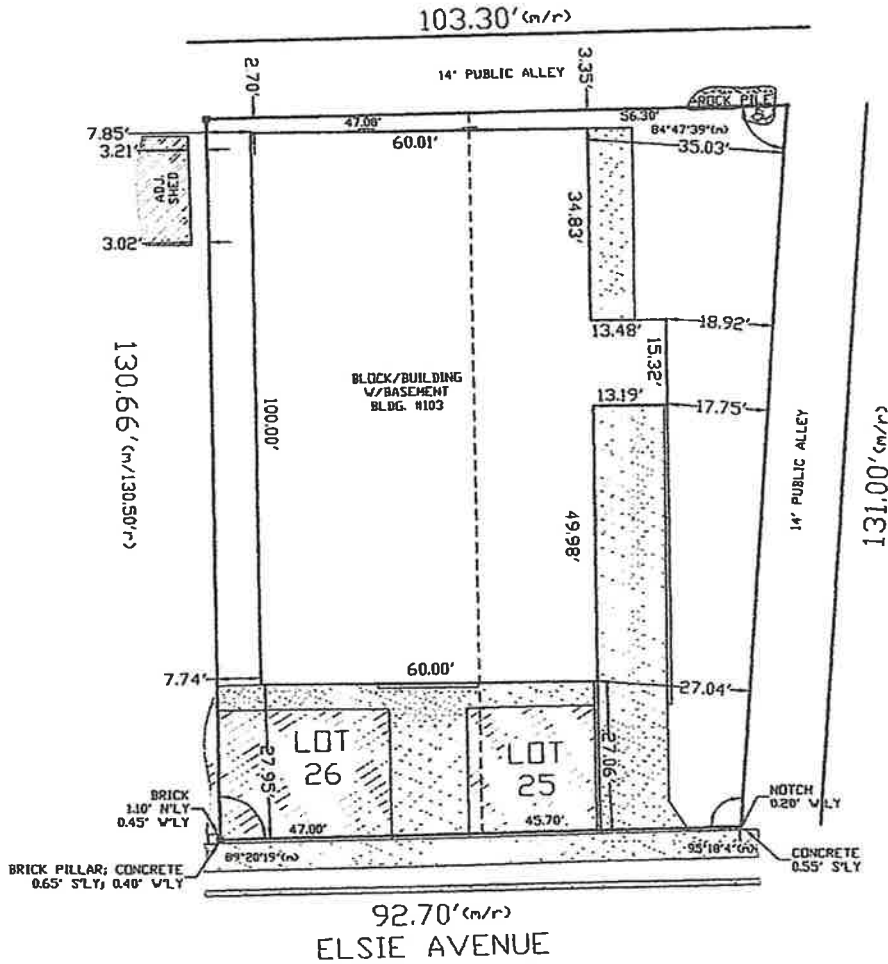 103.30'(m/r)
14' PUBLIC ALLEY
2.70'
3.35'
ROCK PILE
47.00'
56.30'
84°47'39"(m)
7.85'
60.01'
35.03'
3.21'
ADJ.
SHED
34.83'
3.02'
13.48'
18.92'
15.32'
130.66'(m/130.50'r)
BLOCK/BUILDING
W/BASEMENT
BLDG. #103
100.00'
13.19'
17.75'
14' PUBLIC ALLEY
131.00'(m/r)
49.98'
7.74'
60.00'
27.04'
LOT
26
LOT
25
27.95'
27.06'
BRICK
1.10' N'LY
0.45' W'LY
NOTCH
0.20' W'LY
47.00'
45.70'
89°20'19"(m)
BRICK PILLAR; CONCRETE
0.65' S'LY; 0.40' W'LY
CONCRETE
0.55' S'LY
92.70'(m/r)
ELSIE AVENUE